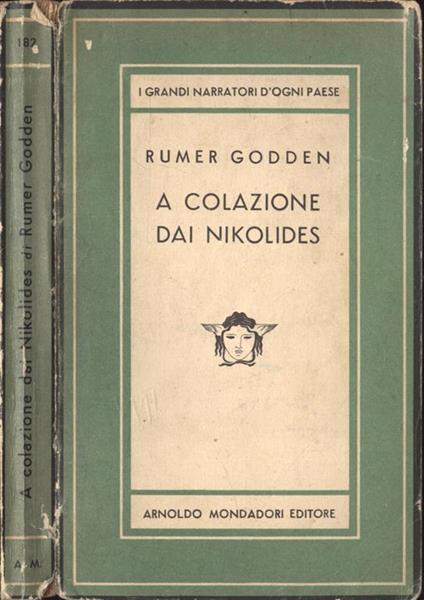 182
A colazione dai Nikolides di Rumer Godden
A. M.
I GRANDI NARRATORI D'OGNI PAESE
RUMER GODDEN
A COLAZIONE
DAI NIKOLIDES
ARNOLDO MONDADORI EDITORE